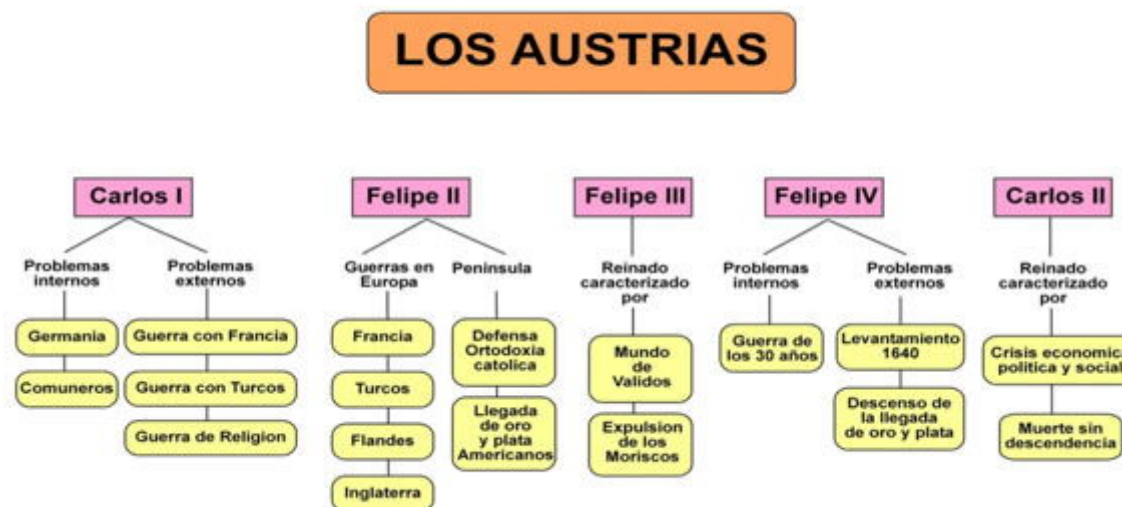 LOS AUSTRIAS
Carlos I
Problemas
internos
Germania
Comuneros
Problemas
externos
Guerra con Francia
Guerra con Turcos
Guerra de Religion
Felipe II
Guerras en
Europa
Francia
Turcos
Flandes
Inglaterra
Peninsula
Defensa
Ortodoxia
catolica
Llegada
de oro
y plata
Americanos
Felipe III
Reinado
caracterizado
por
Mundo
de
Validos
Expulsion
de los
Moriscos
Felipe IV
Problemas
internos
Guerra de
los 30 años
Problemas
externos
Levantamiento
1640
Descenso de
la llegada
de oro y plata
Carlos II
Reinado
caracterizado
por
Crisis economica
politica y social
Muerte sin
descendencia